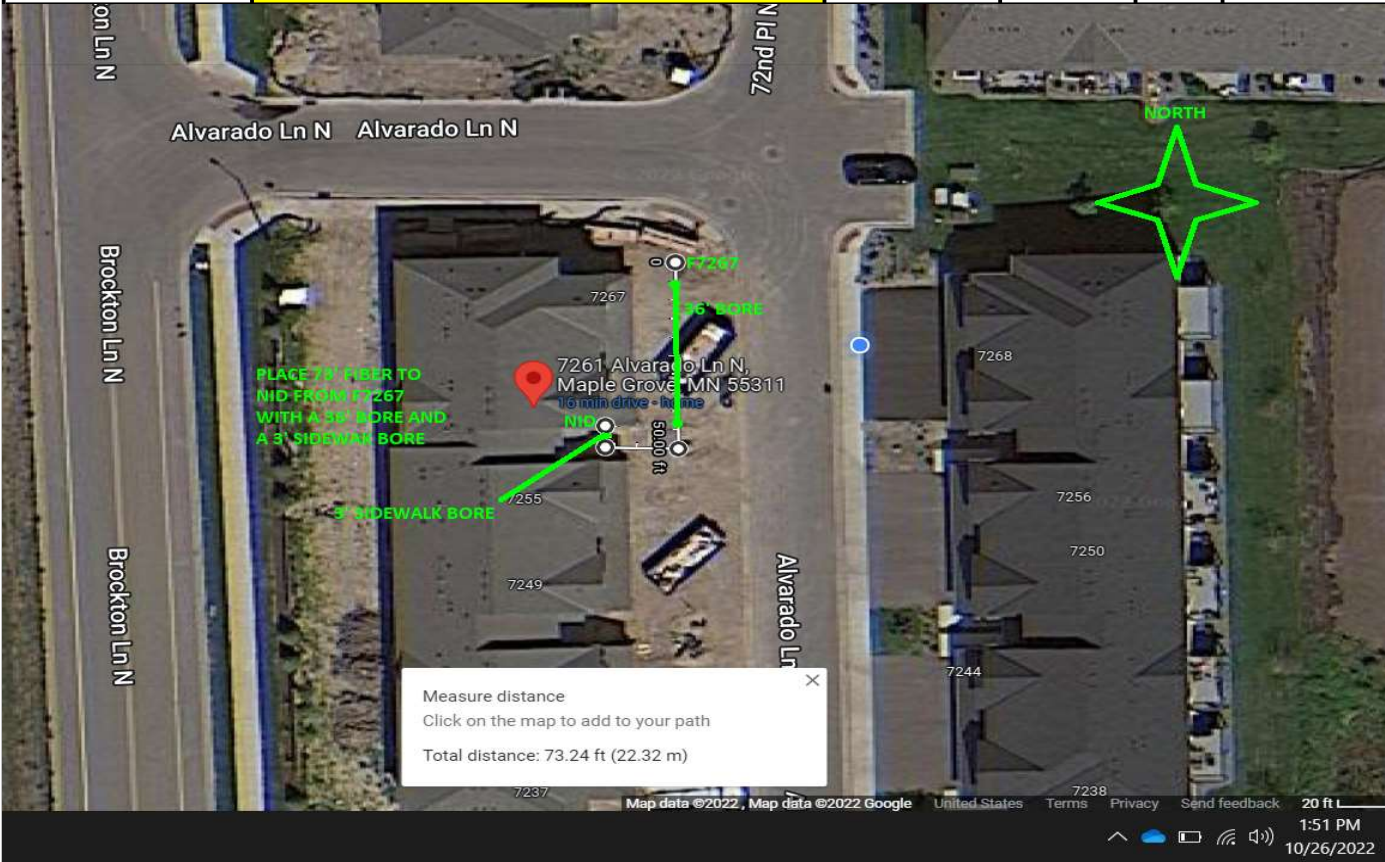 ton Ln N
72nd Pl N
Alvarado Ln N Alvarado Ln N
NORTH
Brockton Ln N
0
F7267
7267
36' BORE
7268
7261 Alvarado Ln N,
Maple Grove, MN 55311
16 min drive - home
PLACE 73' FIBER TO
NID FROM F7267
WITH A 36' BORE AND
A 3' SIDEWAK BORE
NID
50.00 ft
7255
7256
3' SIDEWALK BORE
7250
Brockton Ln N
7249
Alvarado Ln
7244
Measure distance
Click on the map to add to your path
Total distance: 73.24 ft (22.32 m)
7237
7238
Map data ©2022 , Map data ©2022 Google United States Terms Privacy Send feedback 20 ft
1:51 PM
10/26/2022